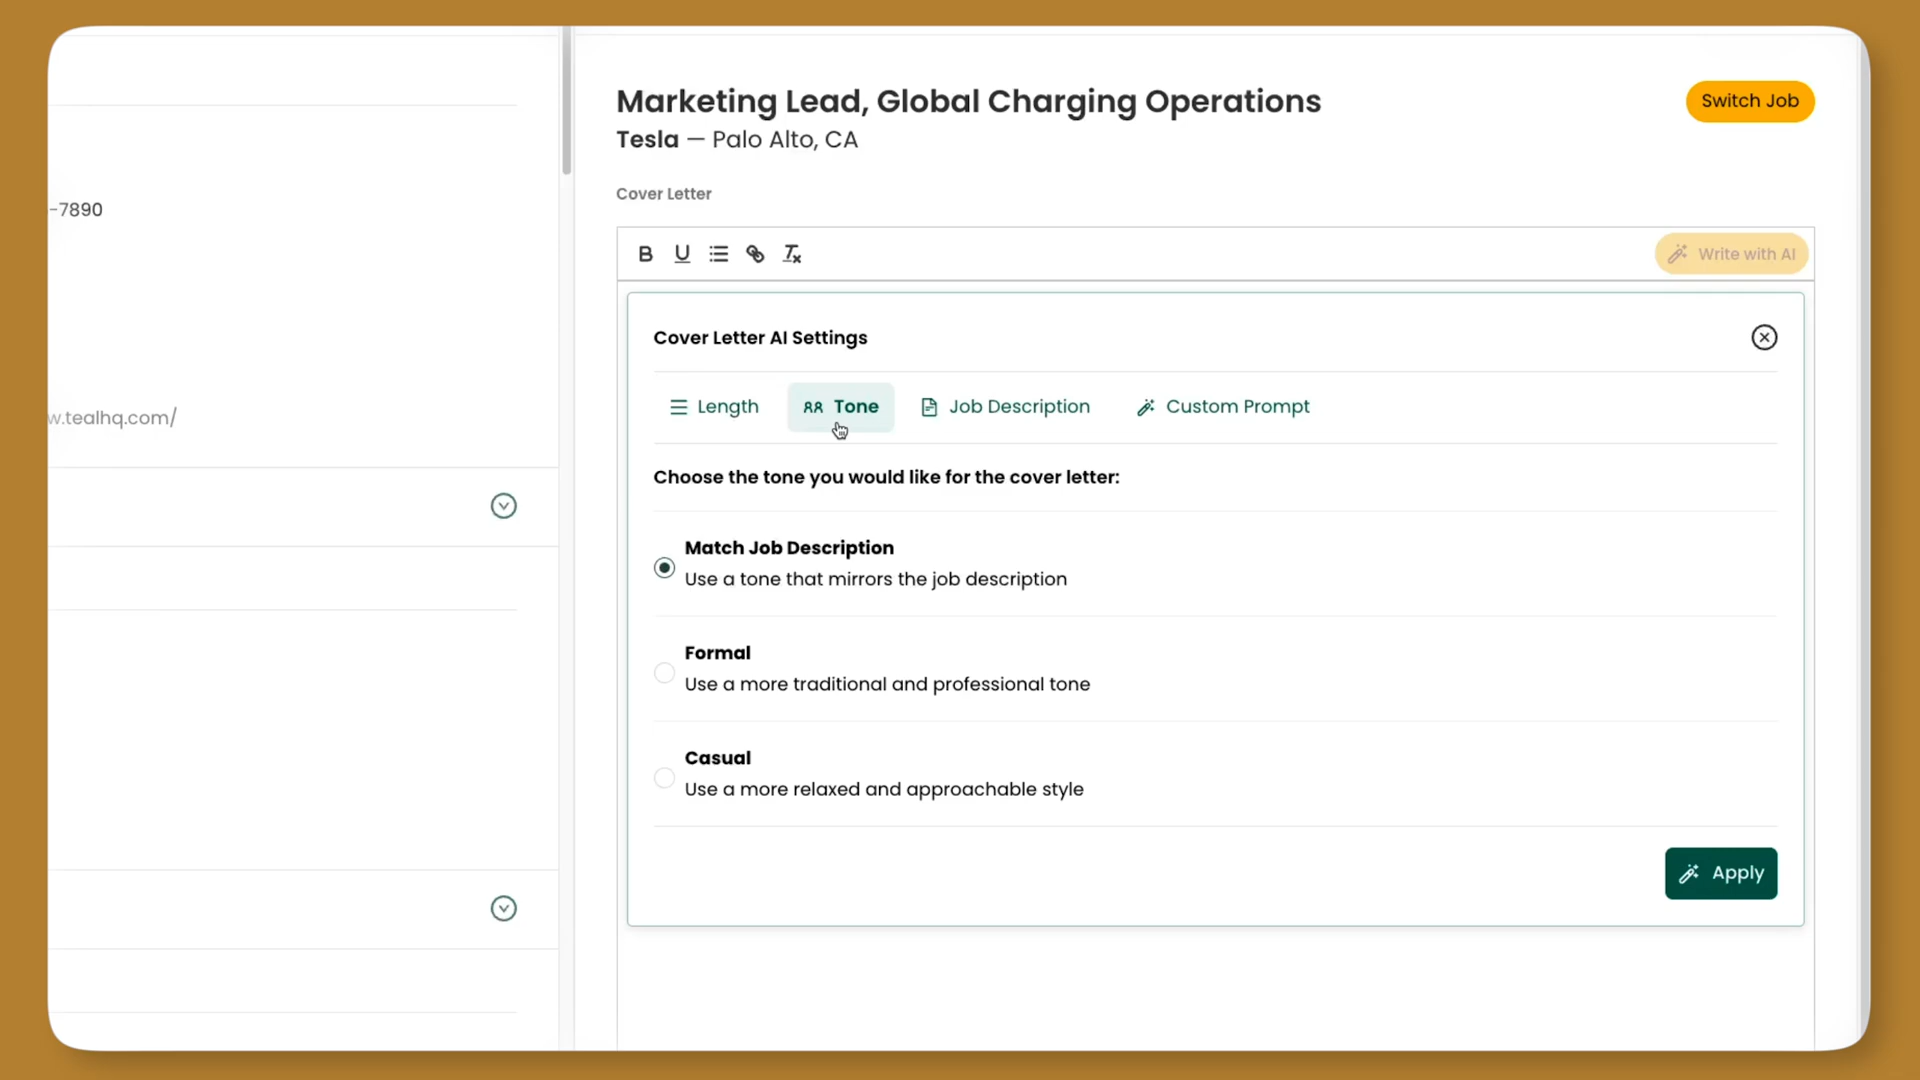 -7890
w.tealhq.com/
Marketing Lead, Global Charging Operations
Switch Job
Tesla — Palo Alto, CA
Cover Letter
B U
Write with AI
Cover Letter AI Settings
Length Tone Job Description Custom Prompt
Choose the tone you would like for the cover letter:
Match Job Description
Use a tone that mirrors the job description
Formal
Use a more traditional and professional tone
Casual
Use a more relaxed and approachable style
Apply